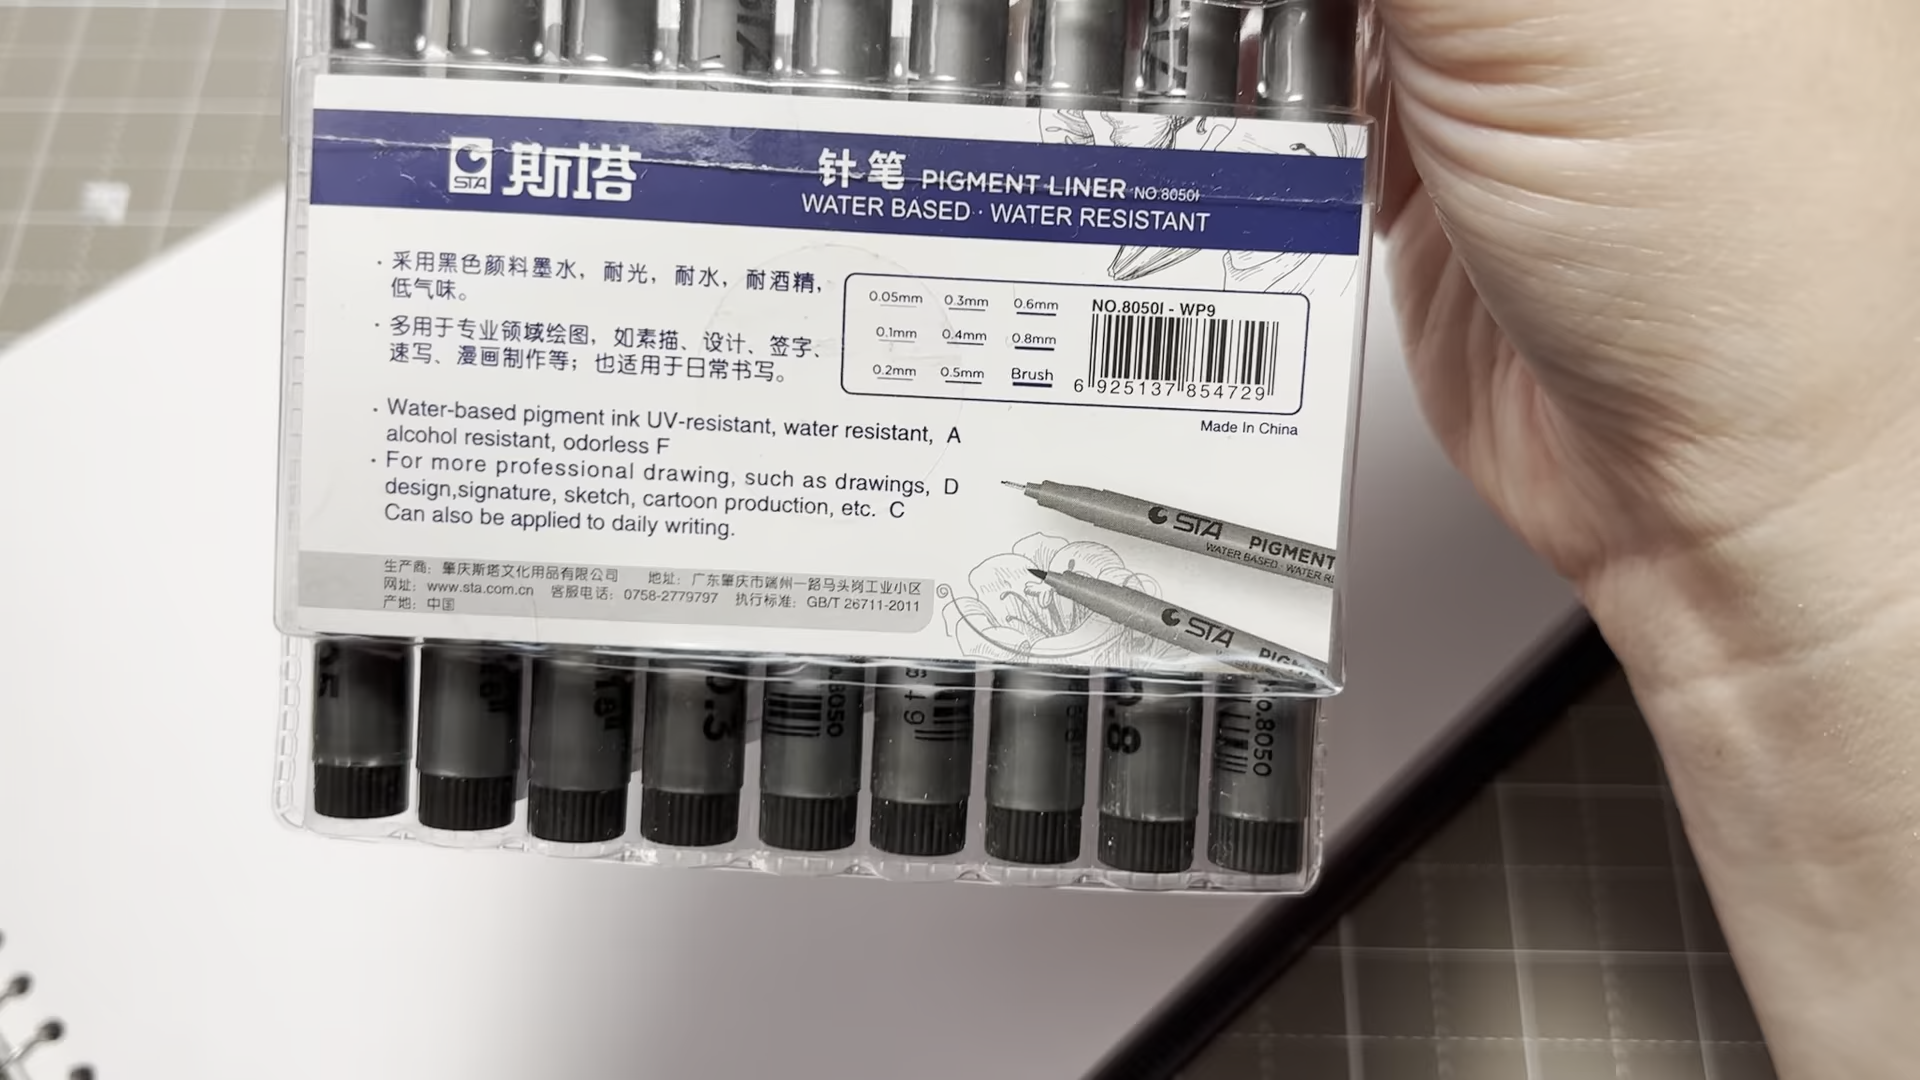 STA 斯塔
针笔 PIGMENT LINER NO.8050I
WATER BASED · WATER RESISTANT
· 采用黑色颜料墨水，耐光，耐水，耐酒精，
低气味。
· 多用于专业领域绘图，如素描、设计、签字、
速写、漫画制作等；也适用于日常书写。
0.05mm 0.3mm 0.6mm
0.1mm 0.4mm 0.8mm
0.2mm 0.5mm Brush
NO.8050I - WP9
6 925137 854729
Made In China
· Water-based pigment ink UV-resistant, water resistant, A
alcohol resistant, odorless F
· For more professional drawing, such as drawings, D
design,signature, sketch, cartoon production, etc. C
Can also be applied to daily writing.
STA PIGMENT
WATER BASED · WATER RE
STA PIGM
生产商：肇庆斯塔文化用品有限公司 地址：广东肇庆市端州一路马头岗工业小区
网址：www.sta.com.cn 客服电话：0758-2779797 执行标准：GB/T 26711-2011
产地：中国
0.3
.8050
849
.8
No.8050